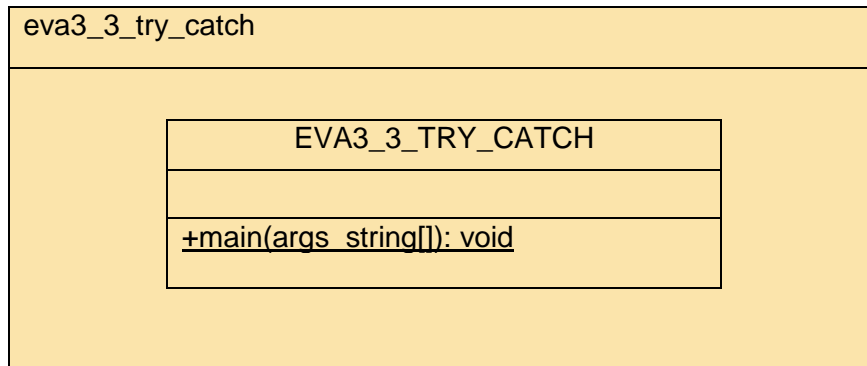 eva3_3_try_catch
EVA3_3_TRY_CATCH
+main(args_string[]): void